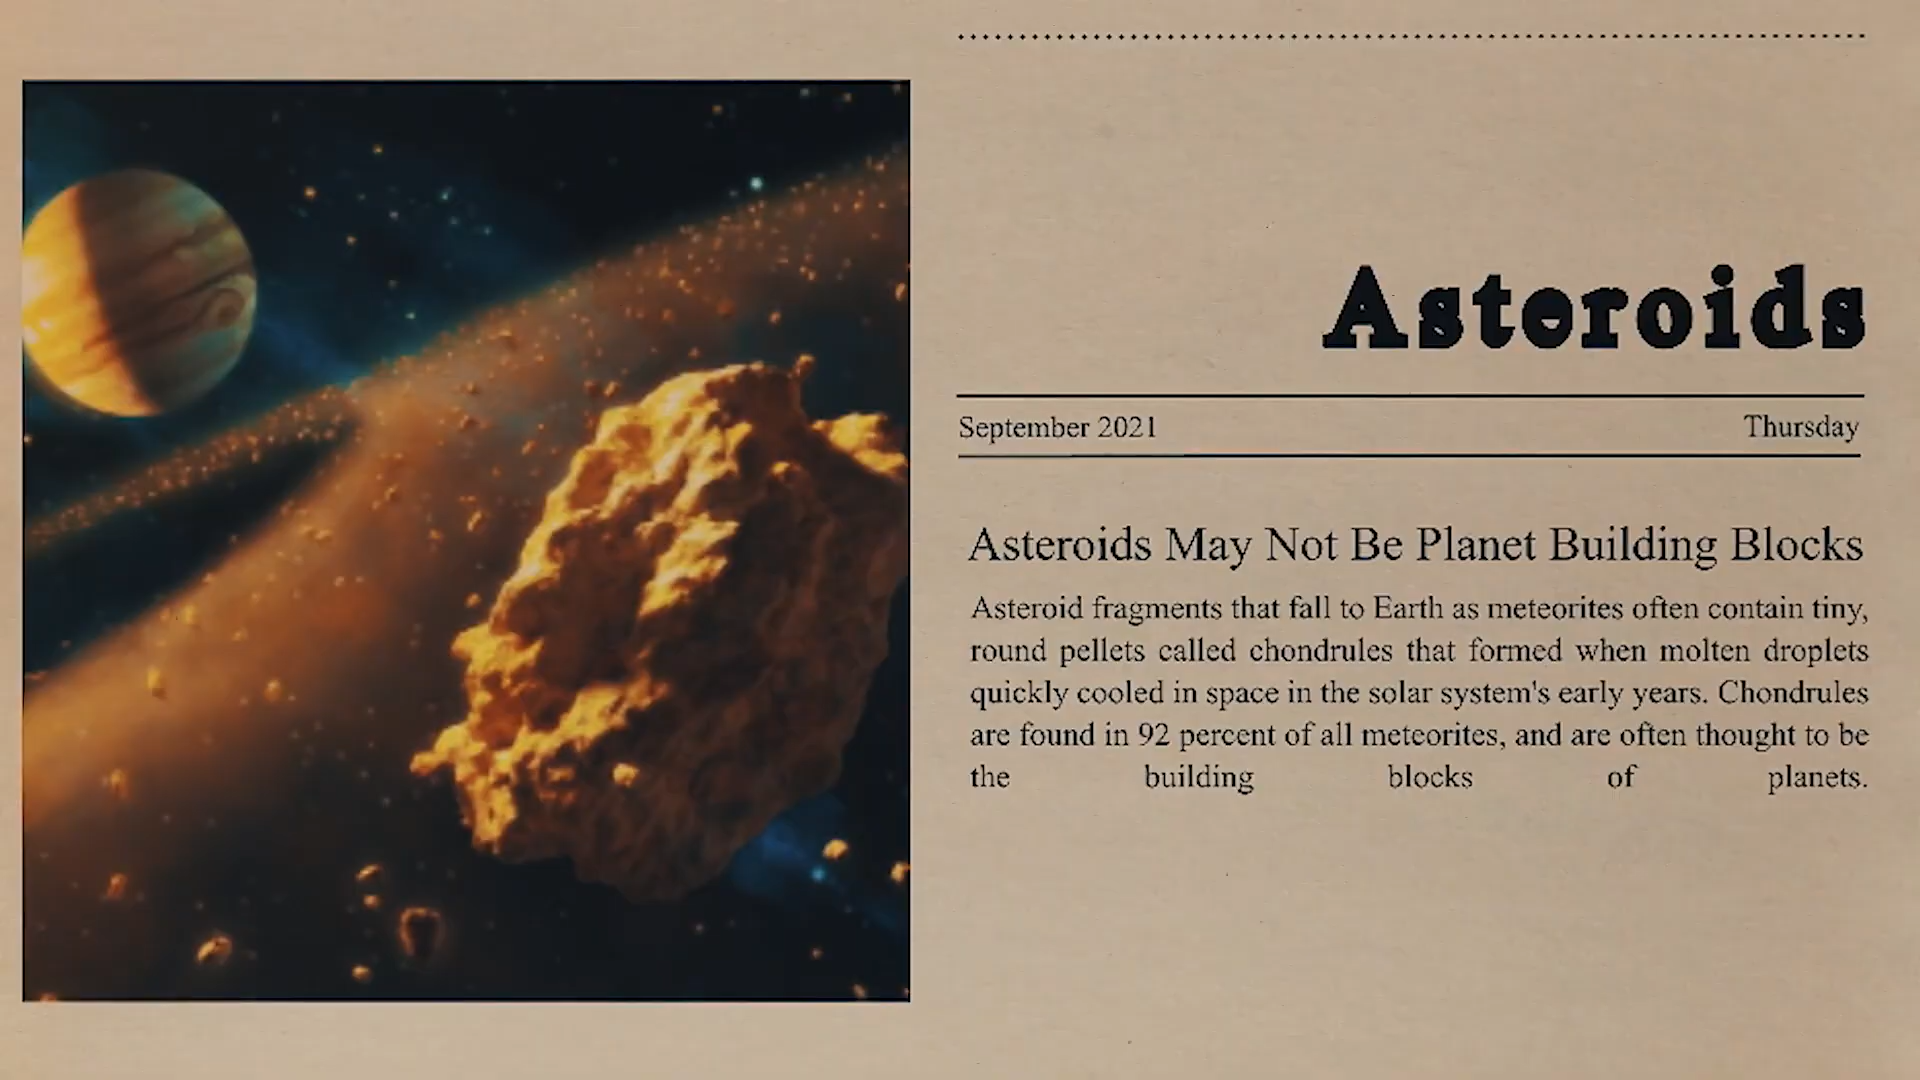 Asteroids
September 2021 Thursday
Asteroids May Not Be Planet Building Blocks
Asteroid fragments that fall to Earth as meteorites often contain tiny,
round pellets called chondrules that formed when molten droplets
quickly cooled in space in the solar system's early years. Chondrules
are found in 92 percent of all meteorites, and are often thought to be
the building blocks of planets.